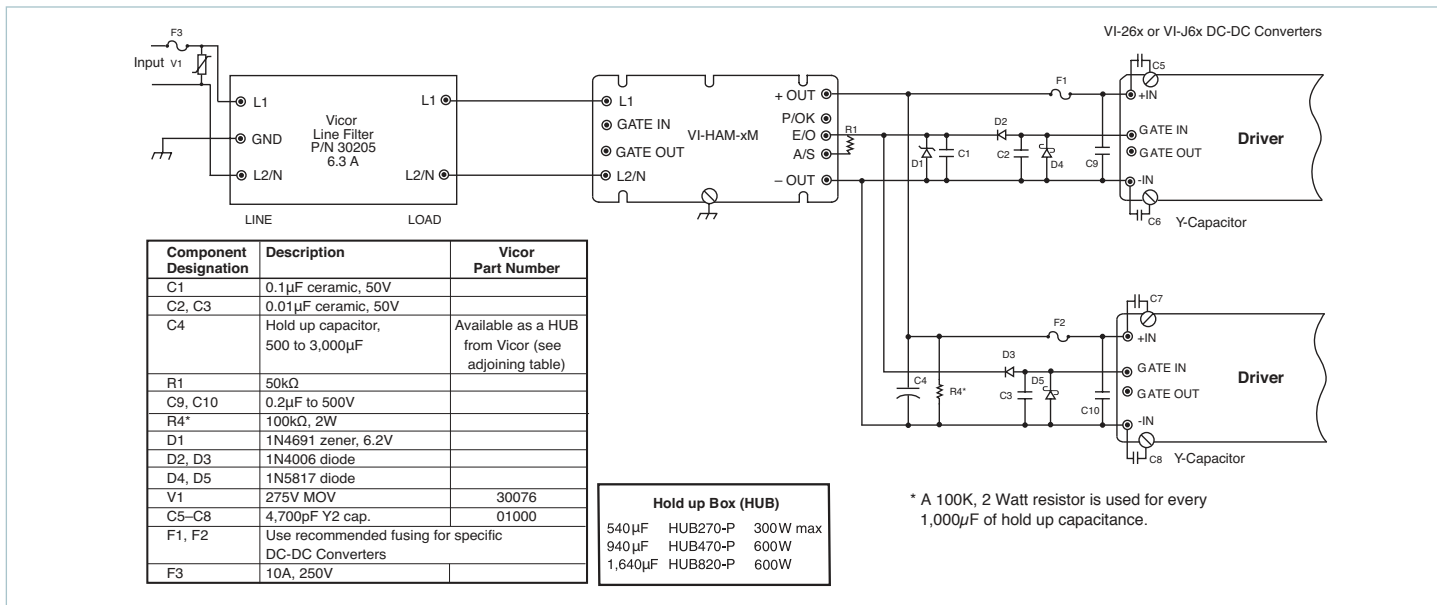 F3
Input V1
L1
GND
L2/N
Vicor
Line Filter
P/N 30205
6.3 A
L1
L2/N
LINE
LOAD
L1
GATE IN
GATE OUT
L2/N
VI-HAM-xM
+ OUT
P/OK
E/O
A/S
– OUT
R1
D1
C1
D2
C2
D4
F1
C9
VI-26x or VI-J6x DC-DC Converters
C5
+IN
GATE IN
GATE OUT
-IN
Driver
C6
Y-Capacitor
C4
R4*
D3
C3
D5
F2
C10
C7
+IN
GATE IN
GATE OUT
-IN
Driver
C8
Y-Capacitor
Component Designation Description Vicor Part Number
C1 0.1µF ceramic, 50V
C2, C3 0.01µF ceramic, 50V
C4 Hold up capacitor, Available as a HUB
500 to 3,000µF from Vicor (see
adjoining table)
R1 50kΩ
C9, C10 0.2µF to 500V
R4* 100kΩ, 2W
D1 1N4691 zener, 6.2V
D2, D3 1N4006 diode
D4, D5 1N5817 diode
V1 275V MOV 30076
C5–C8 4,700pF Y2 cap. 01000
F1, F2 Use recommended fusing for specific
DC-DC Converters
F3 10A, 250V
Hold up Box (HUB)
540µF HUB270-P 300W max
940µF HUB470-P 600W
1,640µF HUB820-P 600W
* A 100K, 2 Watt resistor is used for every
1,000µF of hold up capacitance.